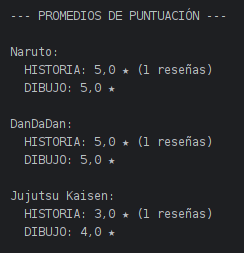 --- PROMEDIOS DE PUNTUACIÓN ---
Naruto:
HISTORIA: 5,0 ★ (1 reseñas)
DIBUJO: 5,0 ★
DanDaDan:
HISTORIA: 5,0 ★ (1 reseñas)
DIBUJO: 5,0 ★
Jujutsu Kaisen:
HISTORIA: 3,0 ★ (1 reseñas)
DIBUJO: 4,0 ★